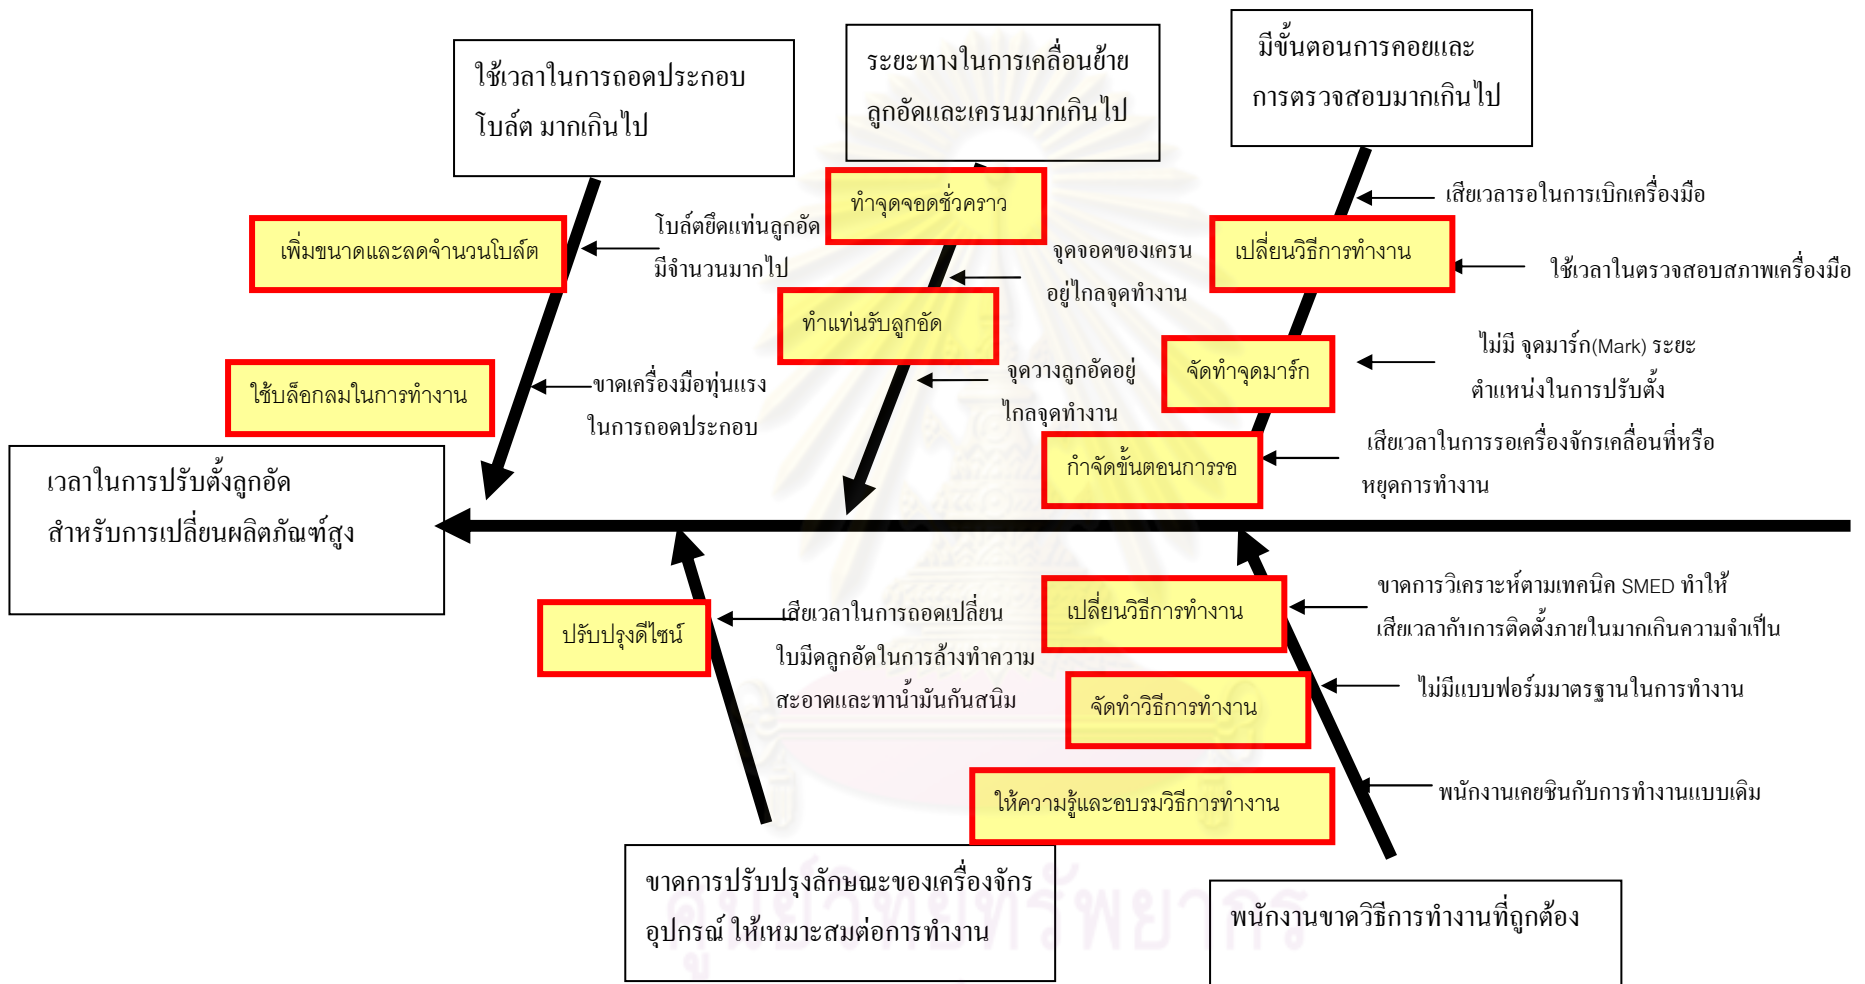 ใช้เวลาในการถอดประกอบ
โบล์ต มากเกินไป
ระยะทางในการเคลื่อนย้าย
ลูกอัดและเครนมากเกินไป
มีขั้นตอนการคอยและ
การตรวจสอบมากเกินไป
เพิ่มขนาดและลดจำนวนโบล์ต
โบล์ตยึดแท่นลูกอัด
มีจำนวนมากไป
ใช้บล็อกลมในการทำงาน
ขาดเครื่องมือทุ่นแรง
ในการถอดประกอบ
ทำจุดจอดชั่วคราว
จุดจอดของเครน
อยู่ไกลจุดทำงาน
ทำแท่นรับลูกอัด
จุดวางลูกอัดอยู่
ไกลจุดทำงาน
เสียเวลารอในการเบิกเครื่องมือ
เปลี่ยนวิธีการทำงาน
ใช้เวลาในตรวจสอบสภาพเครื่องมือ
จัดทำจุดมาร์ก
ไม่มี จุดมาร์ก(Mark) ระยะ
ตำแหน่งในการปรับตั้ง
กำจัดขั้นตอนการรอ
เสียเวลาในการรอเครื่องจักรเคลื่อนที่หรือ
หยุดการทำงาน
เวลาในการปรับตั้งลูกอัด
สำหรับการเปลี่ยนผลิตภัณฑ์สูง
ปรับปรุงดีไซน์
เสียเวลาในการถอดเปลี่ยน
ใบมีดลูกอัดในการล้างทำความ
สะอาดและทาน้ำมันกันสนิม
เปลี่ยนวิธีการทำงาน
ขาดการวิเคราะห์ตามเทคนิค SMED ทำให้
เสียเวลากับการติดตั้งภายในมากเกินความจำเป็น
จัดทำวิธีการทำงาน
ไม่มีแบบฟอร์มมาตรฐานในการทำงาน
ให้ความรู้และอบรมวิธีการทำงาน
พนักงานเคยชินกับการทำงานแบบเดิม
ขาดการปรับปรุงลักษณะของเครื่องจักร
อุปกรณ์ ให้เหมาะสมต่อการทำงาน
พนักงานขาดวิธีการทำงานที่ถูกต้อง
ศูนย์วิทยทรัพยากร